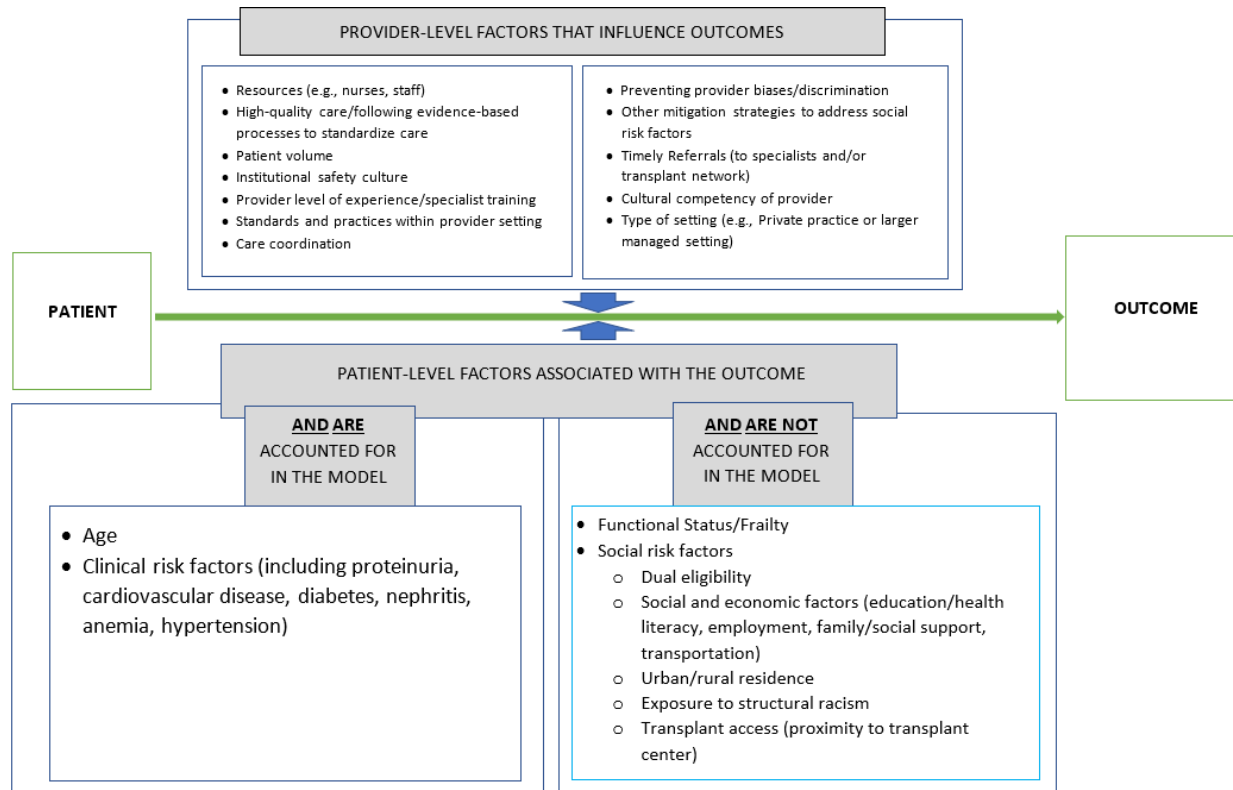 PROVIDER-LEVEL FACTORS THAT INFLUENCE OUTCOMES
• Resources (e.g., nurses, staff)
• High-quality care/following evidence-based
processes to standardize care
• Patient volume
• Institutional safety culture
• Provider level of experience/specialist training
• Standards and practices within provider setting
• Care coordination
• Preventing provider biases/discrimination
• Other mitigation strategies to address social
risk factors
• Timely Referrals (to specialists and/or
transplant network)
• Cultural competency of provider
• Type of setting (e.g., Private practice or larger
managed setting)
PATIENT
OUTCOME
PATIENT-LEVEL FACTORS ASSOCIATED WITH THE OUTCOME
AND ARE
ACCOUNTED FOR
IN THE MODEL
• Age
• Clinical risk factors (including proteinuria,
cardiovascular disease, diabetes, nephritis,
anemia, hypertension)
AND ARE NOT
ACCOUNTED FOR
IN THE MODEL
• Functional Status/Frailty
• Social risk factors
o Dual eligibility
o Social and economic factors (education/health
literacy, employment, family/social support,
transportation)
o Urban/rural residence
o Exposure to structural racism
o Transplant access (proximity to transplant
center)